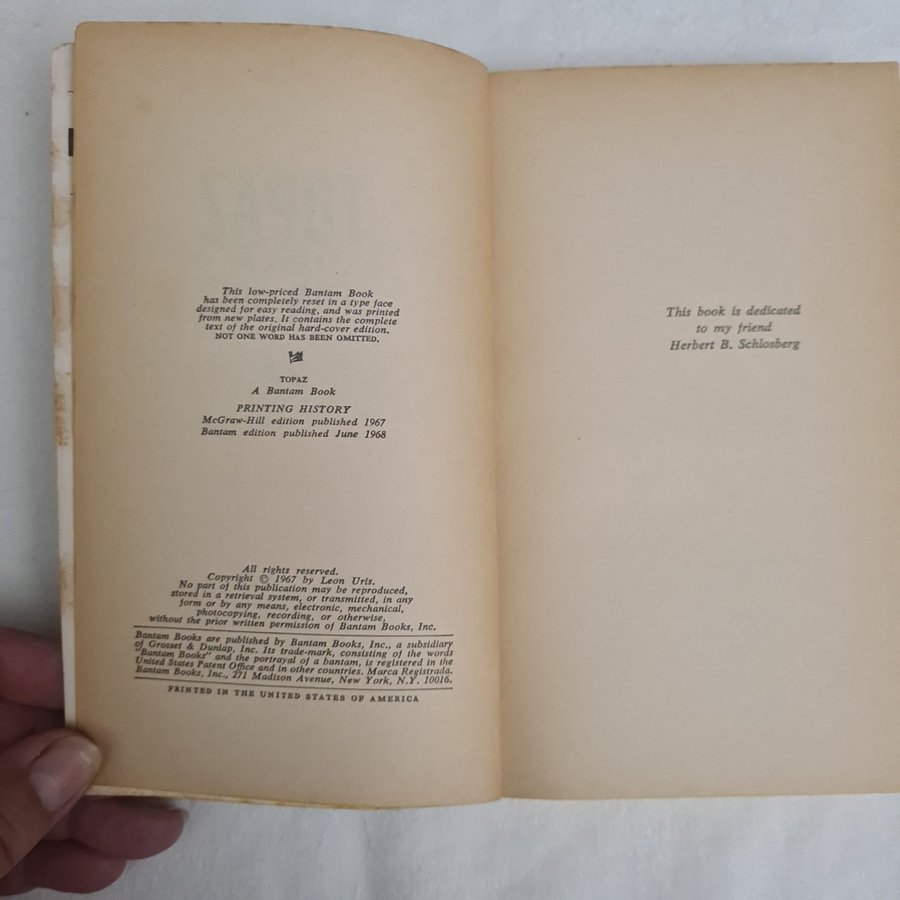 This low-priced Bantam Book
has been completely reset in a type face
designed for easy reading, and was printed
from new plates. It contains the complete
text of the original hard-cover edition.
NOT ONE WORD HAS BEEN OMITTED.
TOPAZ
A Bantam Book
PRINTING HISTORY
McGraw-Hill edition published 1967
Bantam edition published June 1968
All rights reserved.
Copyright © 1967 by Leon Uris.
No part of this publication may be reproduced,
stored in a retrieval system, or transmitted, in any
form or by any means, electronic, mechanical,
photocopying, recording, or otherwise,
without the prior written permission of Bantam Books, Inc.
Bantam Books are published by Bantam Books, Inc., a subsidiary
of Grosset & Dunlap, Inc. Its trade-mark, consisting of the words
"Bantam Books" and the portrayal of a bantam, is registered in the
United States Patent Office and in other countries. Marca Registrada.
Bantam Books, Inc., 271 Madison Avenue, New York, N.Y. 10016.
PRINTED IN THE UNITED STATES OF AMERICA
This book is dedicated
to my friend
Herbert B. Schlosberg